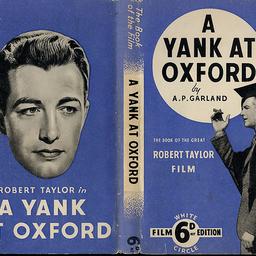 ROBERT TAYLOR in
A YANK
AT OXFORD
The Book
of the Film
A YANK AT OXFORD
6D
A
YANK AT
OXFORD
by
A.P.GARLAND
THE BOOK OF THE GREAT
ROBERT TAYLOR
FILM
WHITE
FILM 6D NET EDITION
CIRCLE